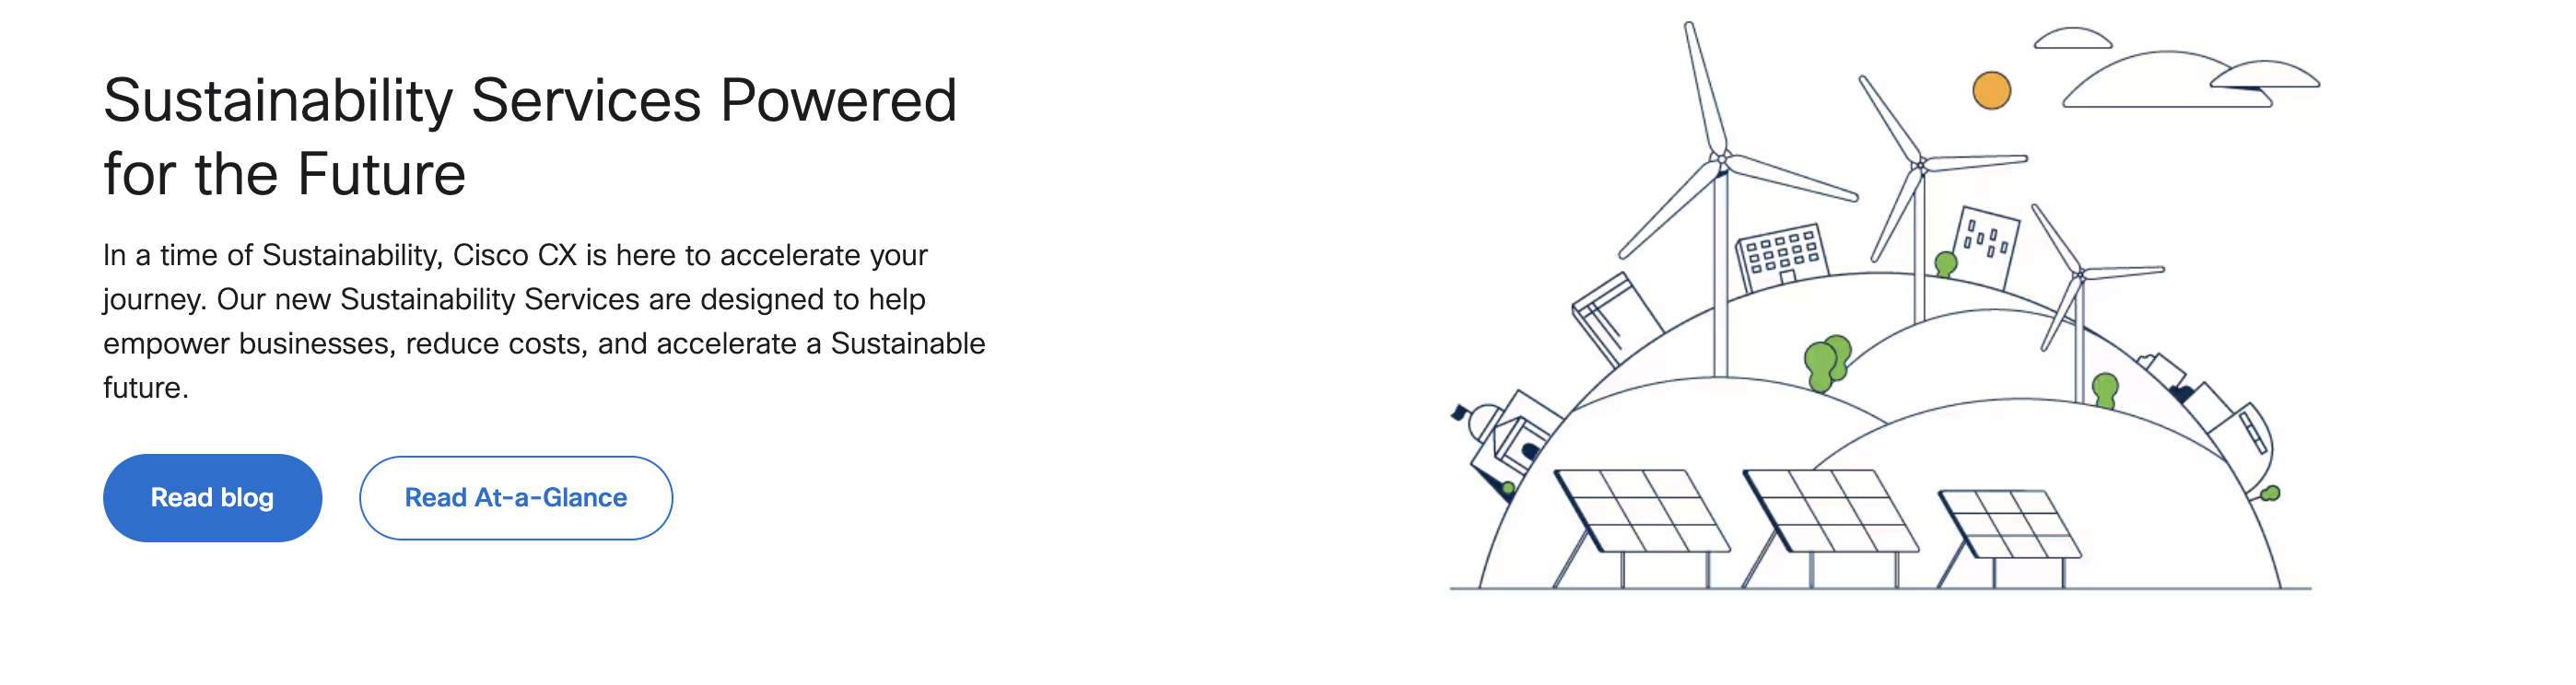 Sustainability Services Powered
for the Future
In a time of Sustainability, Cisco CX is here to accelerate your
journey. Our new Sustainability Services are designed to help
empower businesses, reduce costs, and accelerate a Sustainable
future.
Read blog
Read At-a-Glance